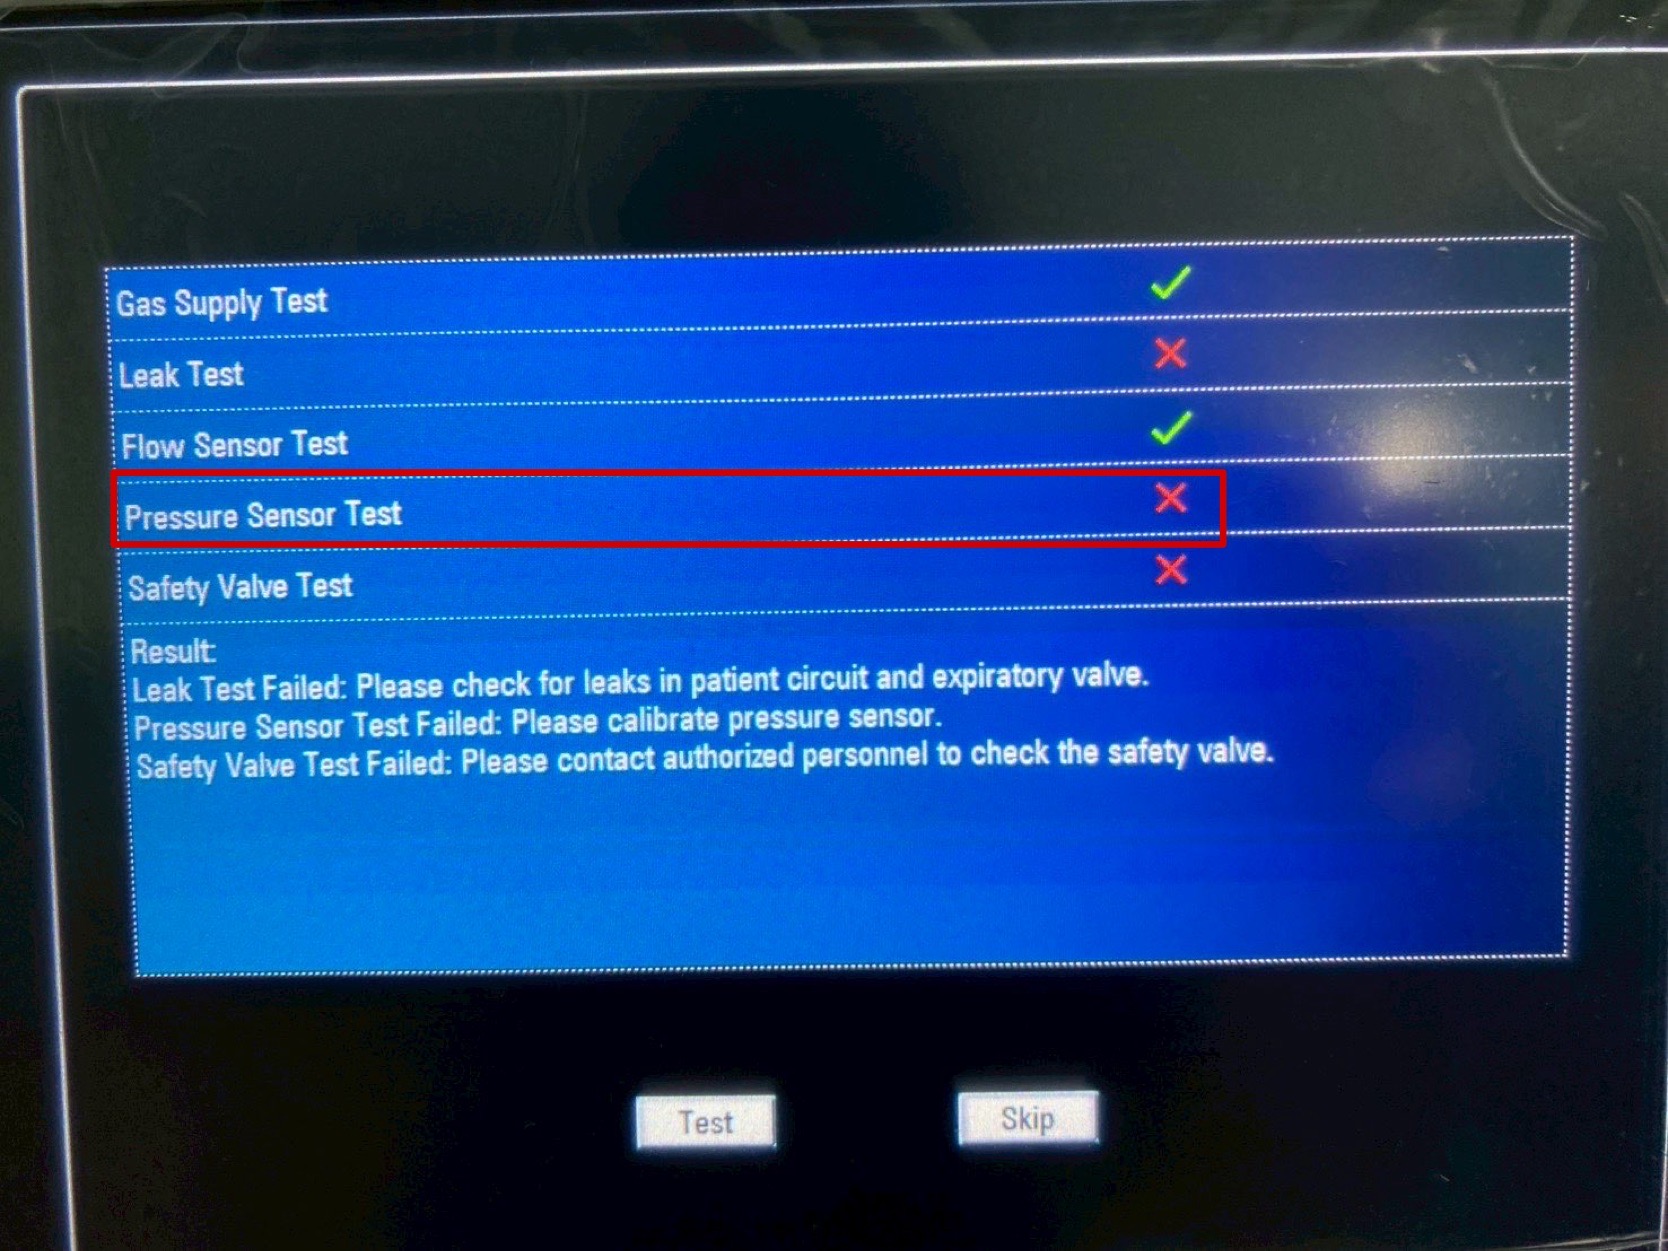 Gas Supply Test
Leak Test
Flow Sensor Test
Pressure Sensor Test
Safety Valve Test
Result:
Leak Test Failed: Please check for leaks in patient circuit and expiratory valve.
Pressure Sensor Test Failed: Please calibrate pressure sensor.
Safety Valve Test Failed: Please contact authorized personnel to check the safety valve.
Test
Skip